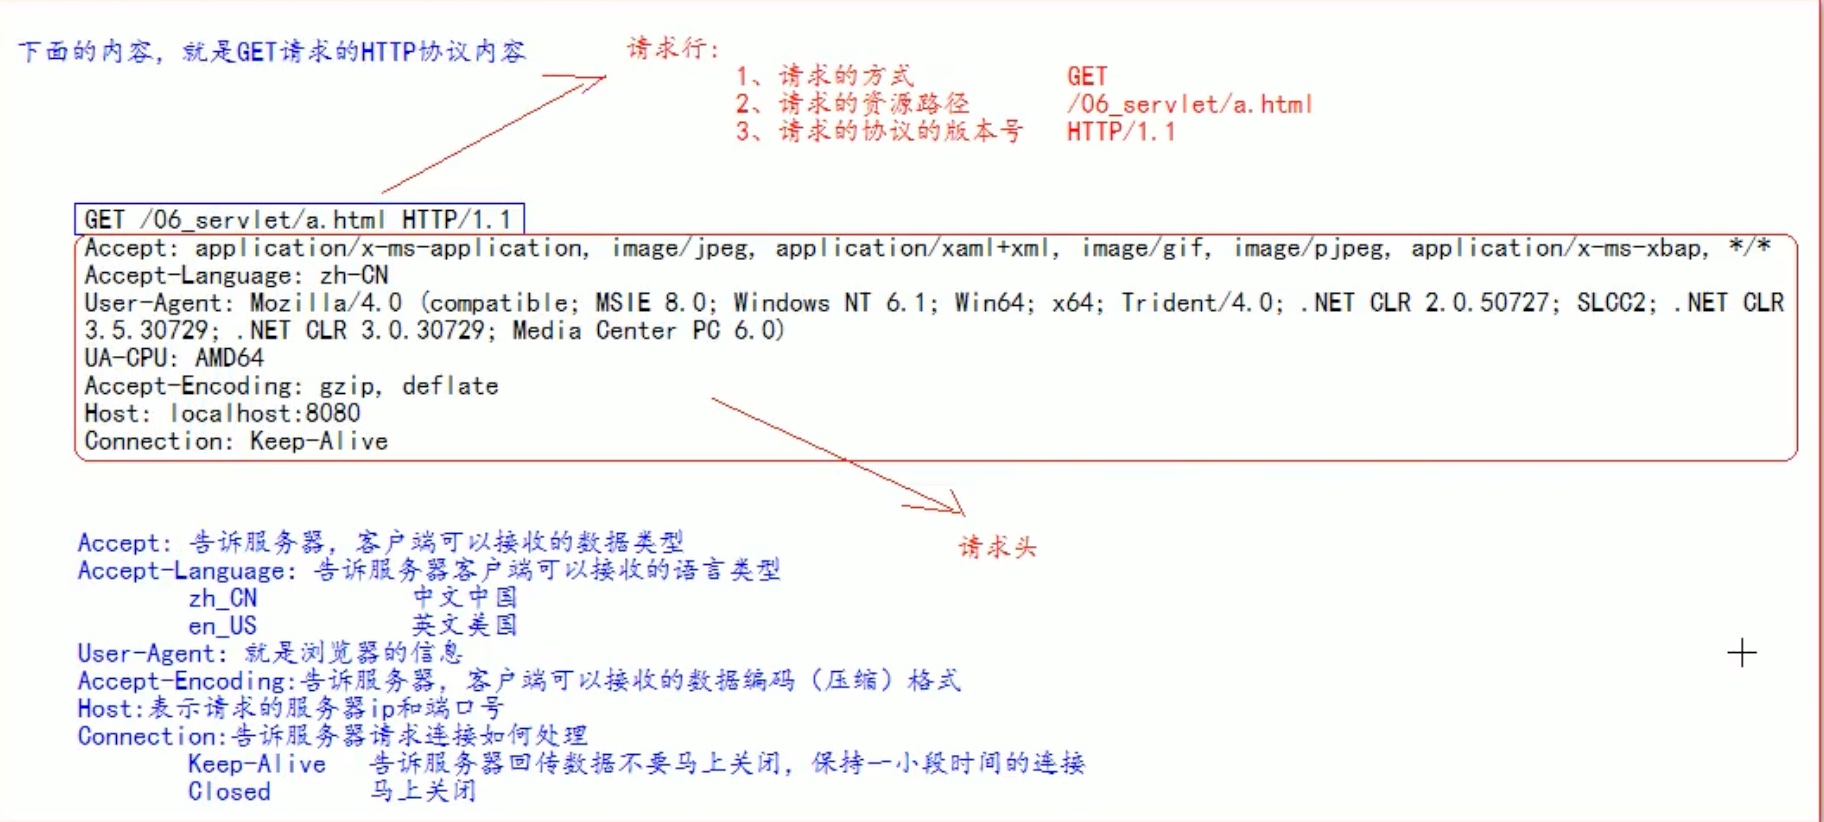 下面的内容，就是GET请求的HTTP协议内容
请求行：
1、请求的方式 GET
2、请求的资源路径 /06_servlet/a.html
3、请求的协议的版本号 HTTP/1.1
GET /06_servlet/a.html HTTP/1.1
Accept: application/x-ms-application, image/jpeg, application/xaml+xml, image/gif, image/pjpeg, application/x-ms-xbap, */*
Accept-Language: zh-CN
User-Agent: Mozilla/4.0 (compatible; MSIE 8.0; Windows NT 6.1; Win64; x64; Trident/4.0; .NET CLR 2.0.50727; SLCC2; .NET CLR
3.5.30729; .NET CLR 3.0.30729; Media Center PC 6.0)
UA-CPU: AMD64
Accept-Encoding: gzip, deflate
Host: localhost:8080
Connection: Keep-Alive
请求头
Accept: 告诉服务器，客户端可以接收的数据类型
Accept-Language: 告诉服务器客户端可以接收的语言类型
zh_CN 中文中国
en_US 英文美国
User-Agent: 就是浏览器的信息
Accept-Encoding:告诉服务器，客户端可以接收的数据编码（压缩）格式
Host:表示请求的服务器ip和端口号
Connection:告诉服务器请求连接如何处理
Keep-Alive 告诉服务器回传数据不要马上关闭，保持一小段时间的连接
Closed 马上关闭